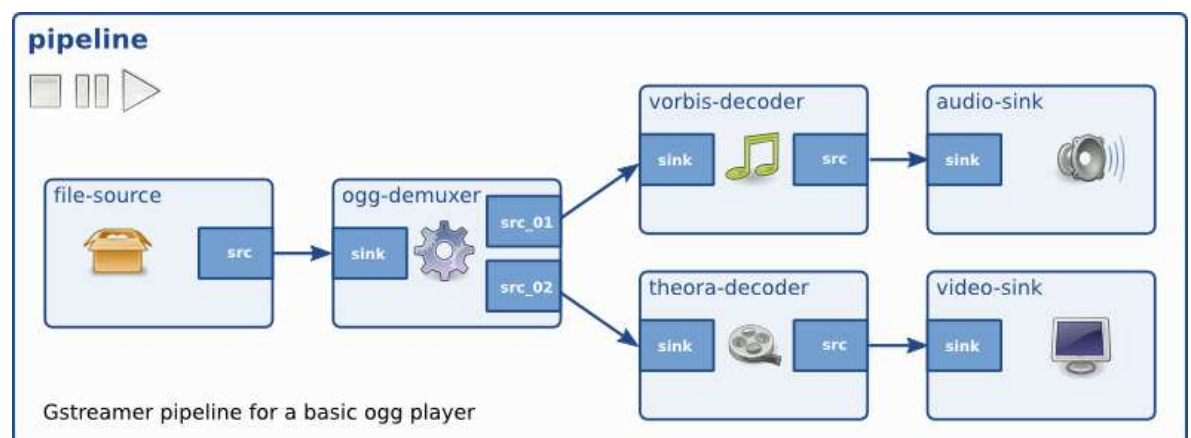 pipeline
file-source
src
ogg-demuxer
sink
src_01
src_02
vorbis-decoder
sink
src
audio-sink
sink
theora-decoder
sink
src
video-sink
sink
Gstreamer pipeline for a basic ogg player